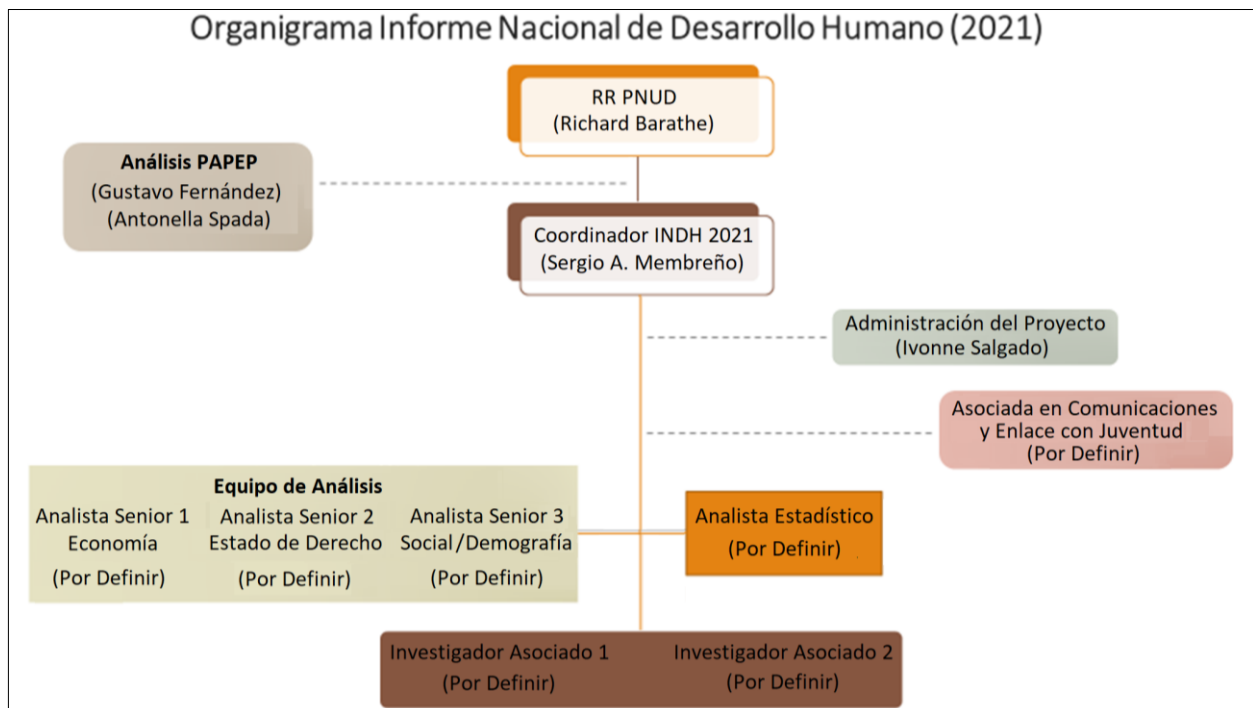 Organigrama Informe Nacional de Desarrollo Humano (2021)
RR PNUD
(Richard Barathe)
Análisis PAPEP
(Gustavo Fernández)
(Antonella Spada)
Coordinador INDH 2021
(Sergio A. Membreño)
Administración del Proyecto
(Ivonne Salgado)
Asociada en Comunicaciones
y Enlace con Juventud
(Por Definir)
Equipo de Análisis
Analista Senior 1
Economía
(Por Definir)
Analista Senior 2
Estado de Derecho
(Por Definir)
Analista Senior 3
Social/Demografía
(Por Definir)
Analista Estadístico
(Por Definir)
Investigador Asociado 1
(Por Definir)
Investigador Asociado 2
(Por Definir)